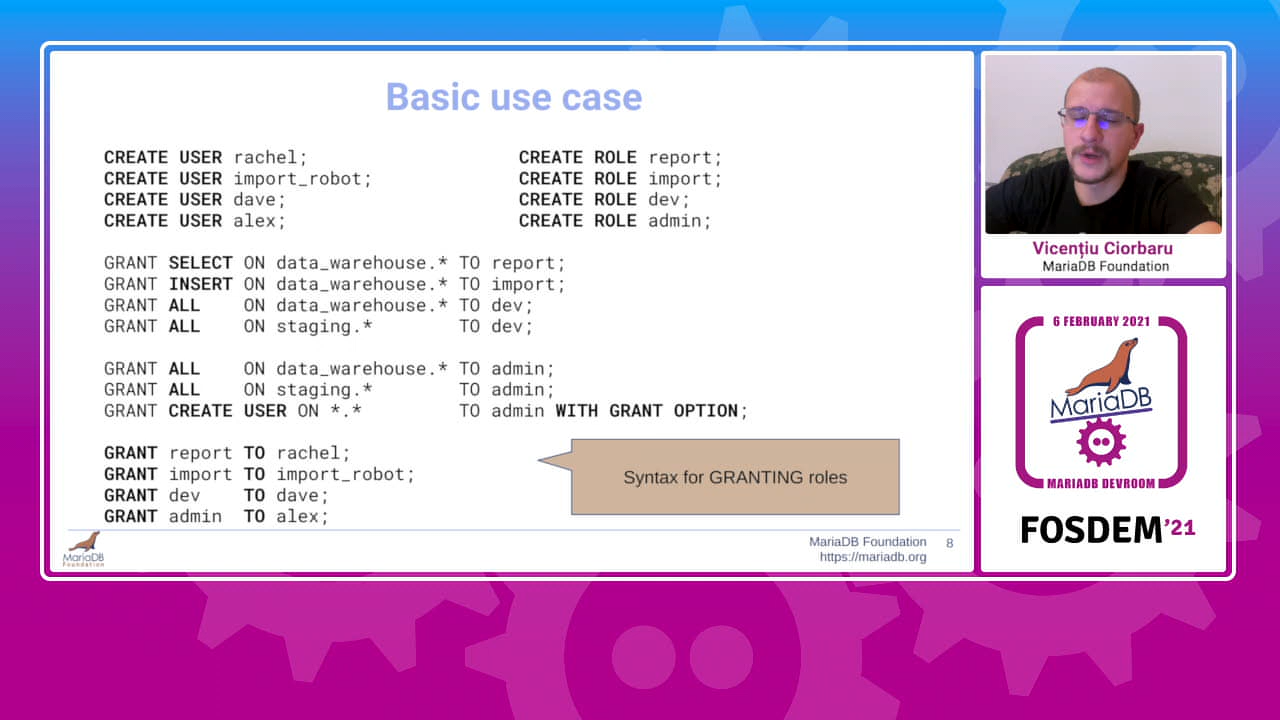 Basic use case
CREATE USER rachel;
CREATE USER import_robot;
CREATE USER dave;
CREATE USER alex;
CREATE ROLE report;
CREATE ROLE import;
CREATE ROLE dev;
CREATE ROLE admin;
GRANT SELECT ON data_warehouse.* TO report;
GRANT INSERT ON data_warehouse.* TO import;
GRANT ALL ON data_warehouse.* TO dev;
GRANT ALL ON staging.* TO dev;
GRANT ALL ON data_warehouse.* TO admin;
GRANT ALL ON staging.* TO admin;
GRANT CREATE USER ON *.* TO admin WITH GRANT OPTION;
GRANT report TO rachel;
GRANT import TO import_robot;
GRANT dev TO dave;
GRANT admin TO alex;
Syntax for GRANTING roles
MariaDB
Foundation
MariaDB Foundation
https://mariadb.org
8
Vicențiu Ciorbaru
MariaDB Foundation
6 FEBRUARY 2021
MariaDB
MARIADB DEVROOM
FOSDEM'21